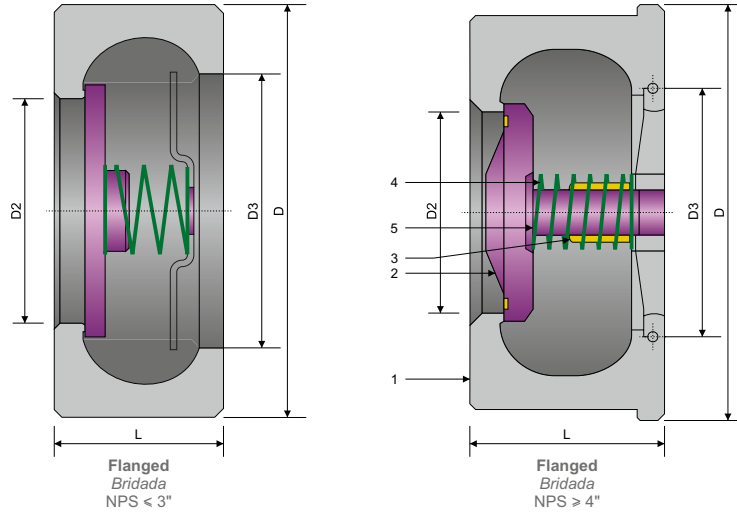 D2
D3
D
L
Flanged
Bridada
NPS ⩽ 3"
4
5
3
2
1
D2
D3
D
L
Flanged
Bridada
NPS ⩾ 4"